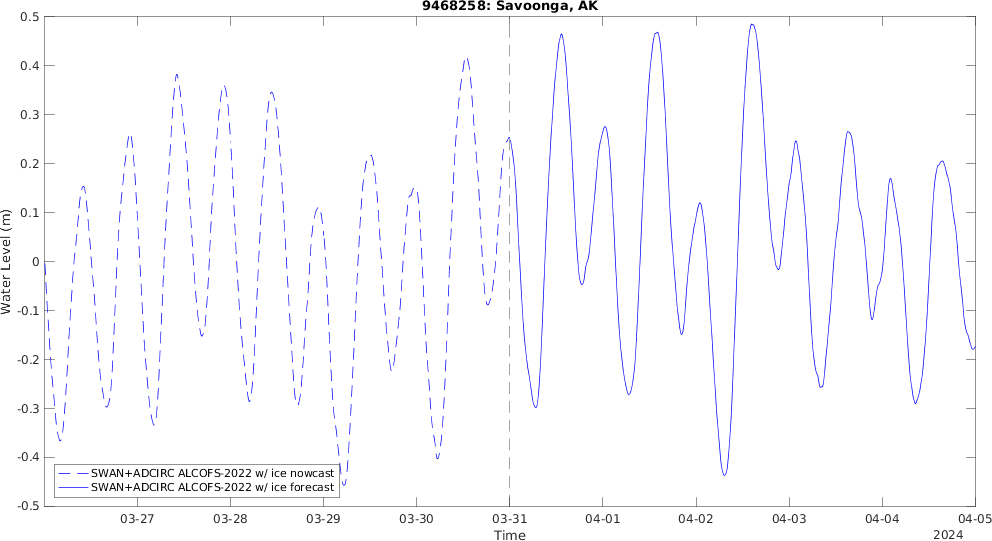 9468258: Savoonga, AK
0.5
0.4
0.3
0.2
0.1
0
-0.1
-0.2
-0.3
-0.4
-0.5
Water Level (m)
SWAN+ADCIRC ALCOFS-2022 w/ ice nowcast
SWAN+ADCIRC ALCOFS-2022 w/ ice forecast
03-27 03-28 03-29 03-30 03-31 04-01 04-02 04-03 04-04 04-05
Time
2024